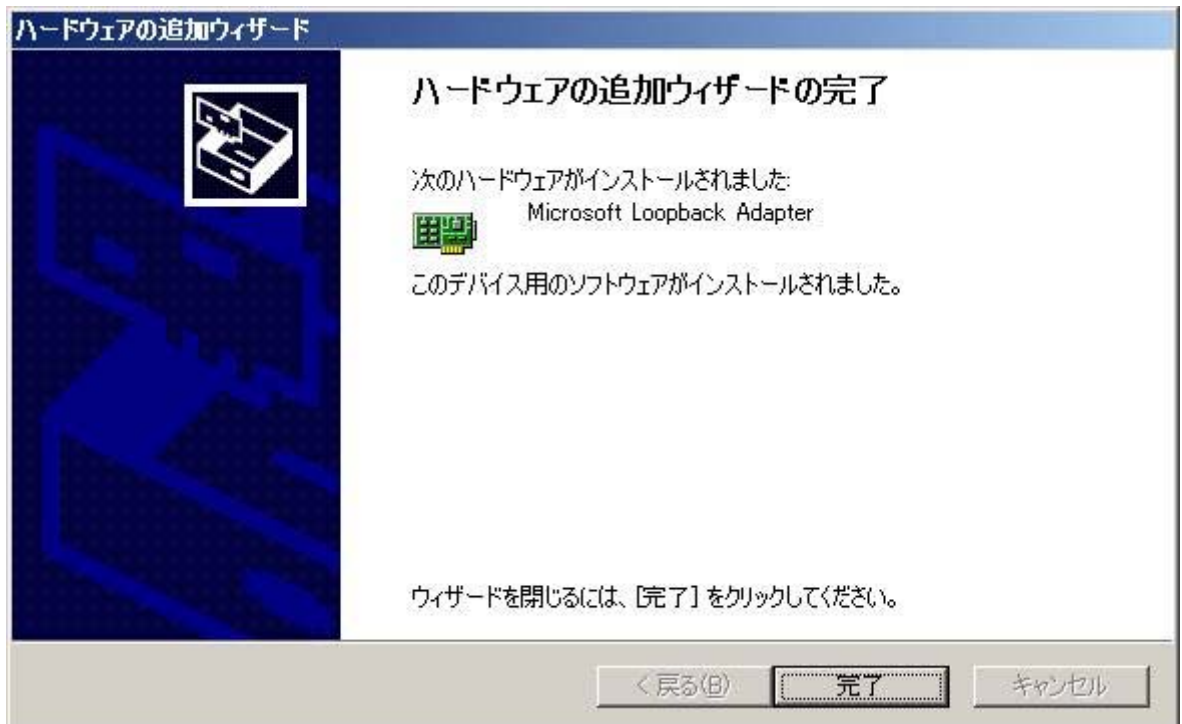 ハードウェアの追加ウィザード
ハードウェアの追加ウィザードの完了
次のハードウェアがインストールされました:
Microsoft Loopback Adapter
このデバイス用のソフトウェアがインストールされました。
ウィザードを閉じるには、[完了] をクリックしてください。
< 戻る(B)
完了
キャンセル